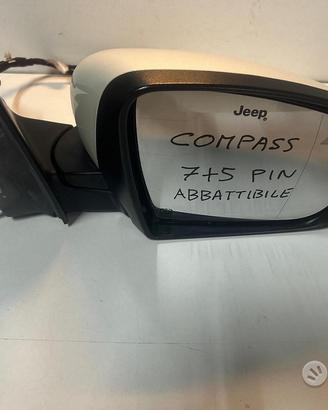 Jeep
COMPASS
7+5 PIN
ABBATTIBILE